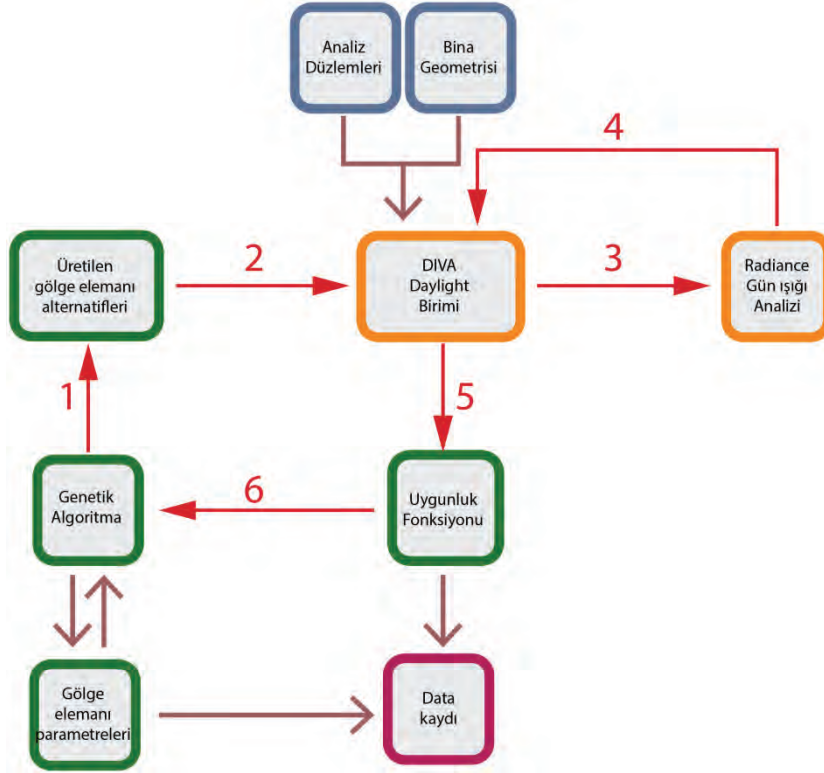 Analiz
Düzlemleri
Bina
Geometrisi
4
Üretilen
gölge elemanı
alternatifleri
2
DIVA
Daylight
Birimi
3
Radiance
Gün ışığı
Analizi
1
5
Genetik
Algoritma
6
Uygunluk
Fonksiyonu
Gölge
elemanı
parametreleri
Data
kaydı